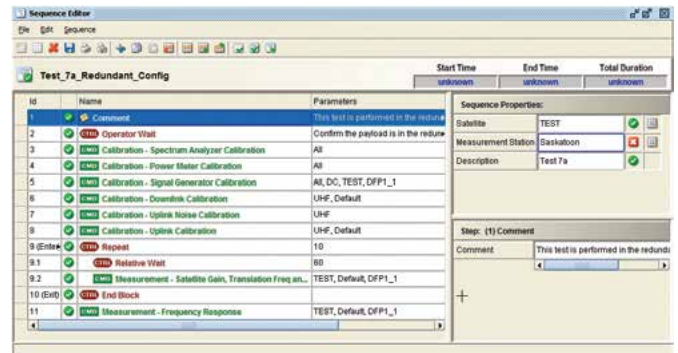 Sequence Editor
File Edit Sequence
Test_7a_Redundant_Config
Start Time End Time Total Duration
unknown unknown unknown
Id Name Parameters
1 Comment This test is performed in the redun
2 CTRL Operator Wait Confirm the payload is in the redun
3 CMD Calibration - Spectrum Analyzer Calibration All
4 CMD Calibration - Power Meter Calibration All
5 CMD Calibration - Signal Generator Calibration All, DC, TEST, DFP1_1
6 CMD Calibration - Downlink Calibration UHF, Default
7 CMD Calibration - Uplink Noise Calibration UHF
8 CMD Calibration - Uplink Calibration UHF, Default
9 (Enter) CTRL Repeat 10
9.1 CTRL Relative Wait 60
9.2 CMD Measurement - Satellite Gain, Translation Freq an... TEST, Default, DFP1_1
10 (Exit) CTRL End Block
11 CMD Measurement - Frequency Response TEST, Default, DFP1_1
Sequence Properties:
Satellite TEST
Measurement Station Saskatoon
Description Test 7a
Step: (1) Comment
Comment This test is performed in the redunda